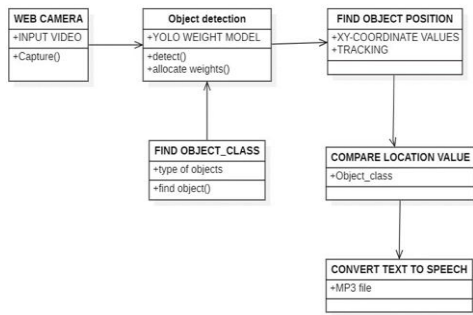 WEB CAMERA
+INPUT VIDEO
+Capture()
Object detection
+YOLO WEIGHT MODEL
+detect()
+allocate weights()
FIND OBJECT POSITION
+XY-COORDINATE VALUES
+TRACKING
FIND OBJECT_CLASS
+type of objects
+find object()
COMPARE LOCATION VALUE
+Object_class
CONVERT TEXT TO SPEECH
+MP3 file